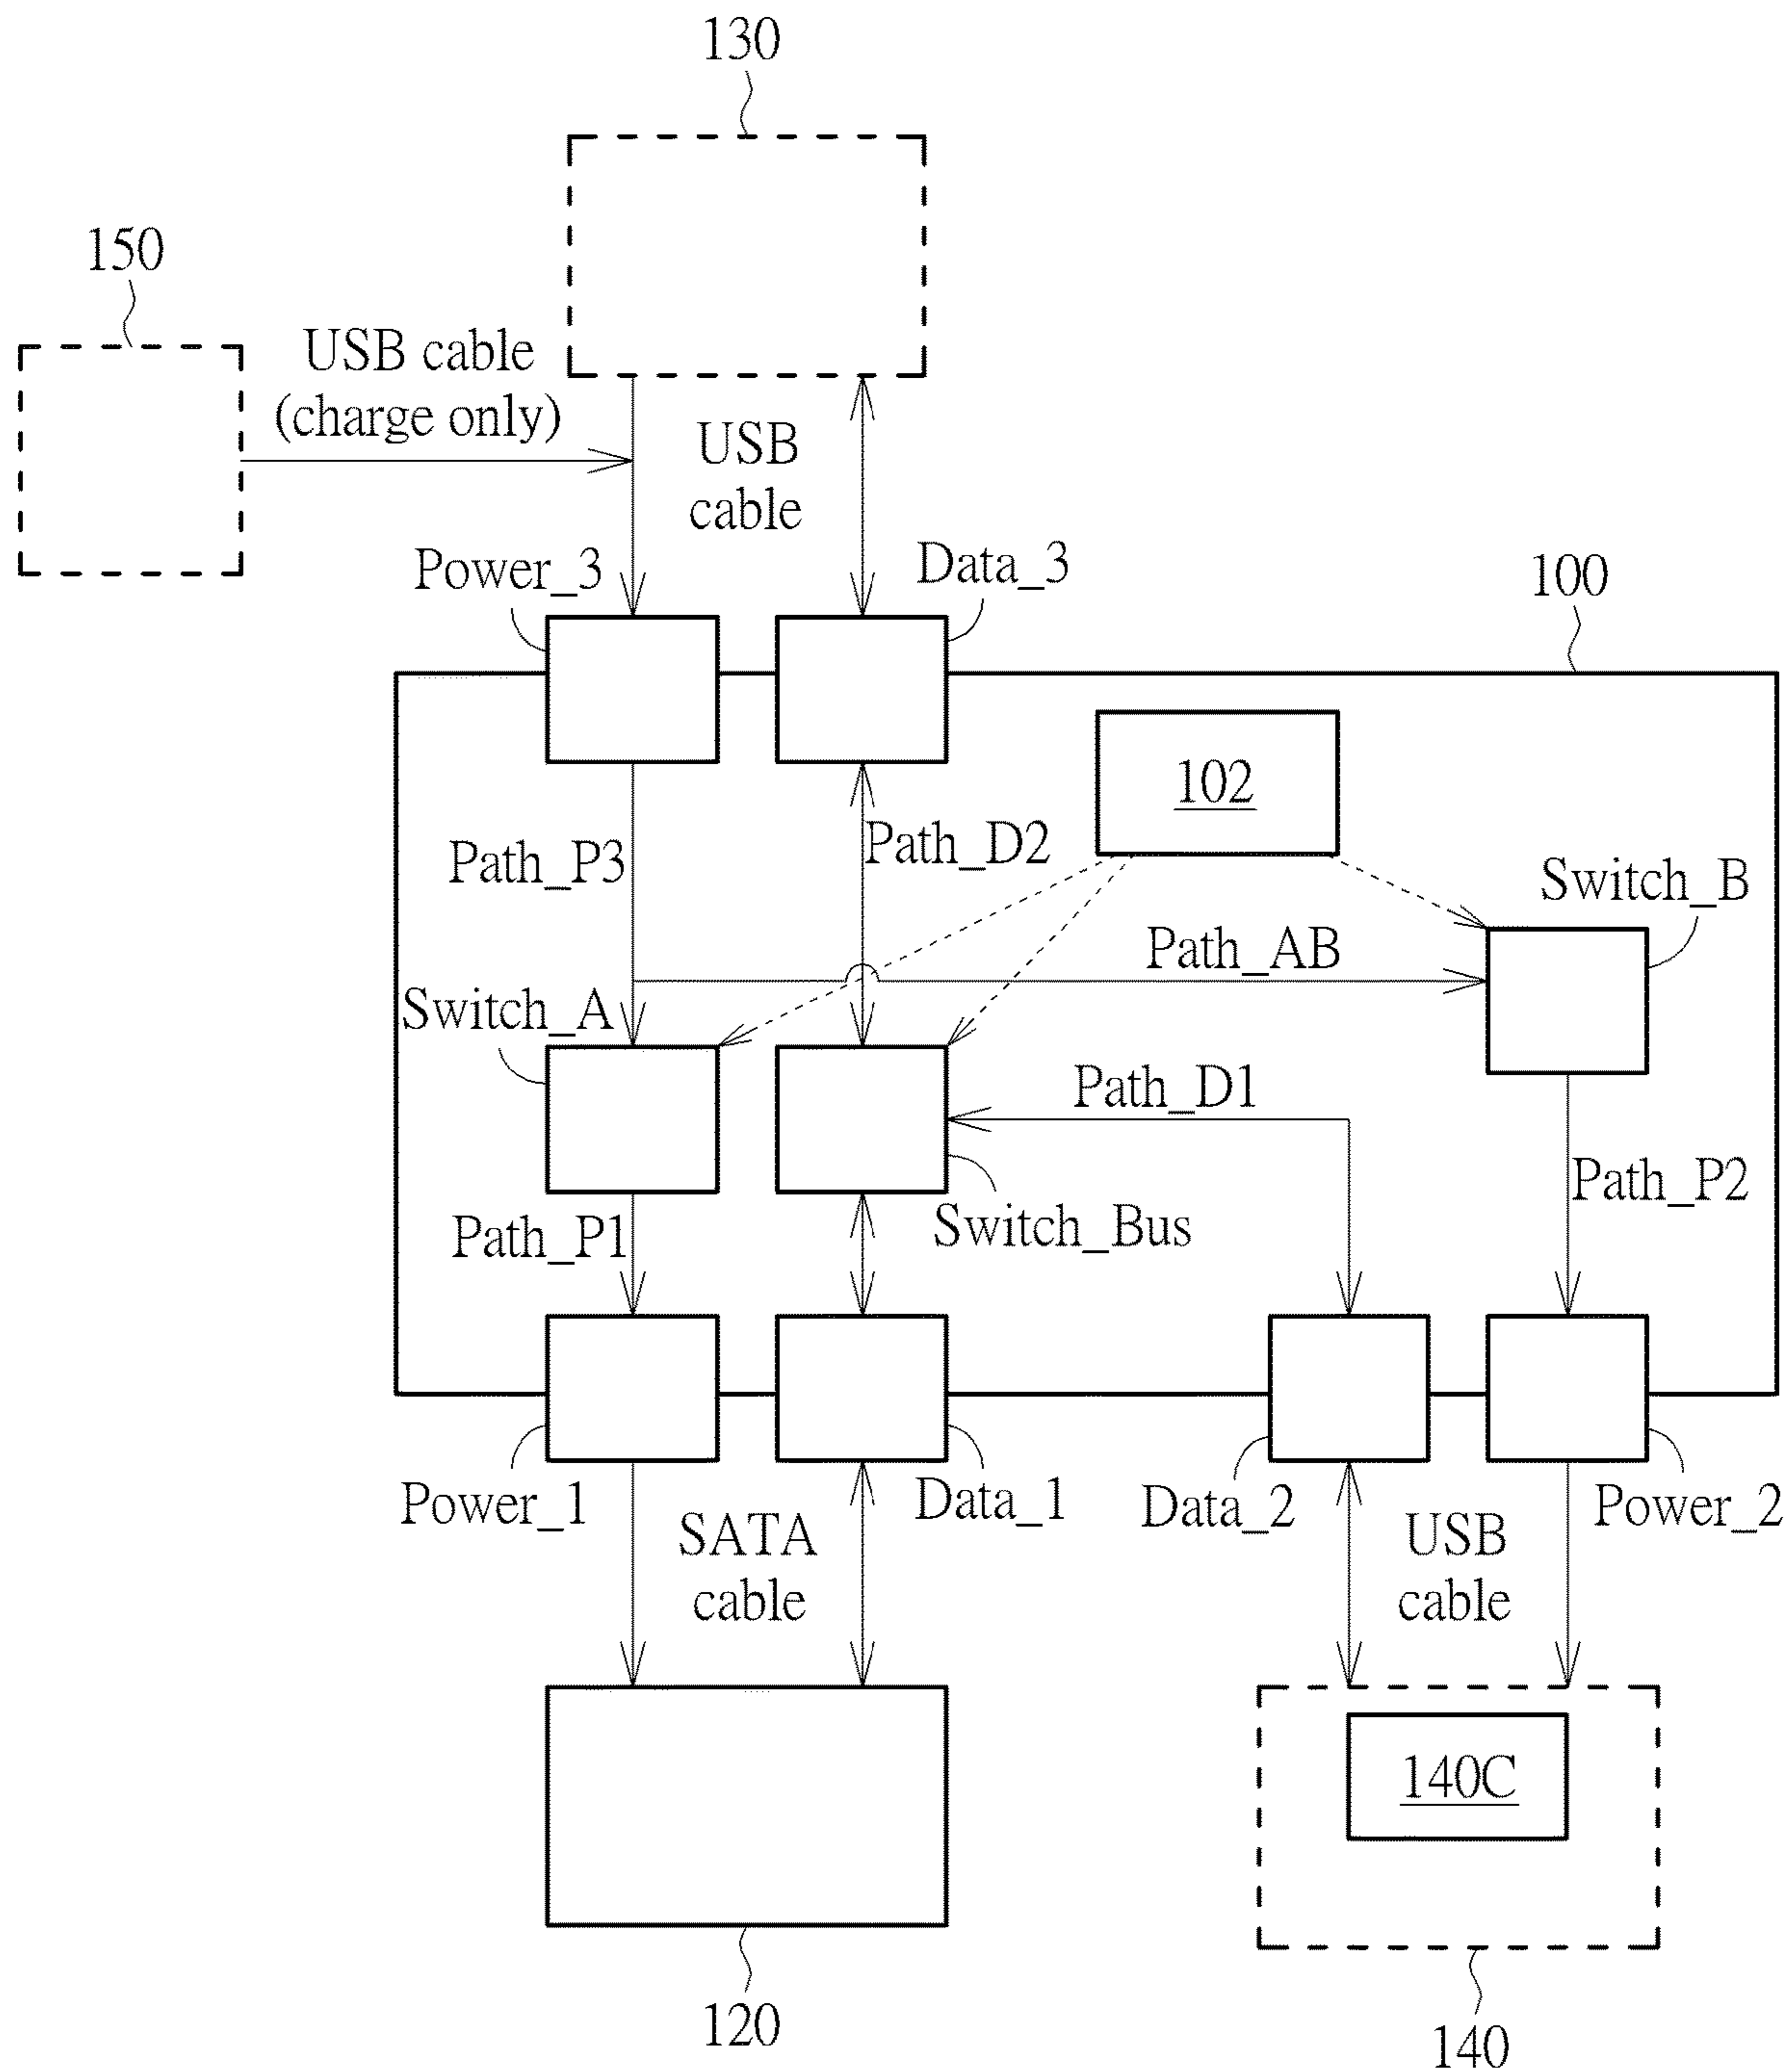 130
150
USB cable
(charge only)
USB
cable
Power_3
Data_3
100
102
Path_P3
Path_D2
Switch_B
Path_AB
Switch_A
Path_D1
Path_P2
Switch_Bus
Path_P1
Power_1
Data_1
Data_2
Power_2
SATA
cable
USB
cable
140C
120
140